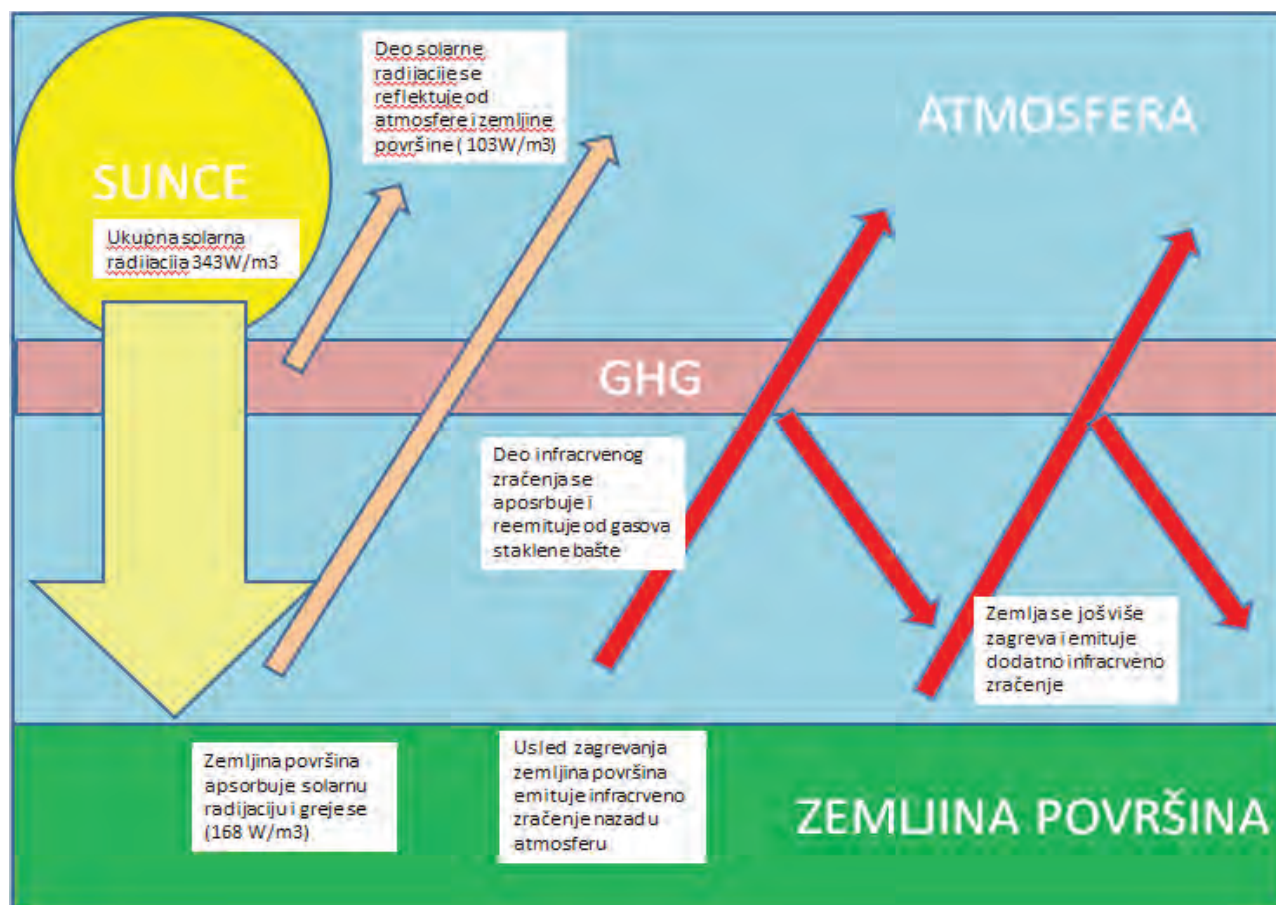 Deo solarne
radijacije se
reflektuje od
atmosfere i zemljine
površine ( 103W/m3)
ATMOSFERA
SUNCE
Ukupna solarna
radijacija 343W/m3
GHG
Deo infracrvenog
zračenja se
aposrbuje i
reemituje od gasova
staklene bašte
Zemlja se još više
zagreva i emituje
dodatno infracrveno
zračenje
Zemljina površina
apsorbuje solarnu
radijaciju i greje se
(168 W/m3)
Usled zagrevanja
zemljina površina
emituje infracrveno
zračenje nazad u
atmosferu
ZEMLJINA POVRŠINA